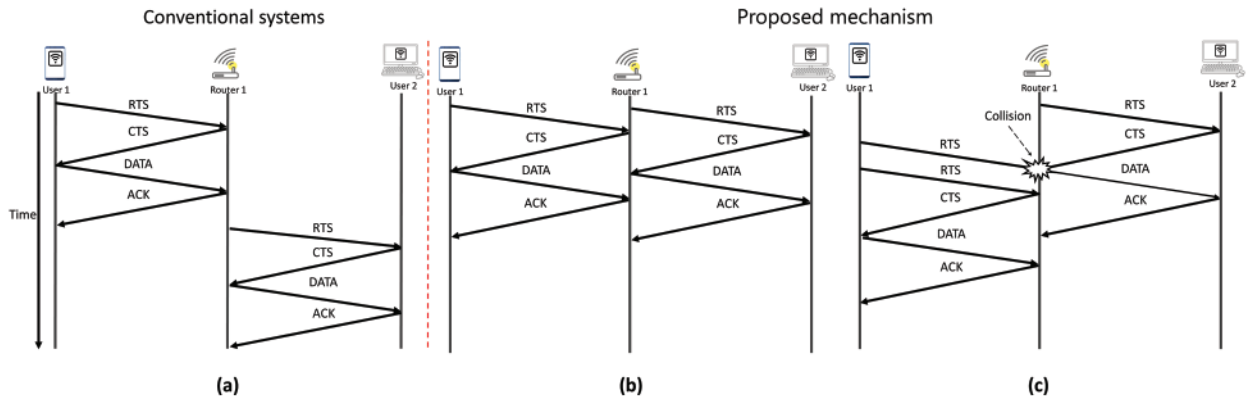 Conventional systems
Proposed mechanism
User 1
Router 1
User 2
RTS
CTS
DATA
ACK
RTS
CTS
DATA
ACK
Time
(a)
User 1
Router 1
User 2
RTS
CTS
DATA
ACK
RTS
CTS
DATA
ACK
(b)
User 1
Router 1
User 2
Collision
RTS
RTS
CTS
DATA
ACK
RTS
CTS
DATA
ACK
(c)